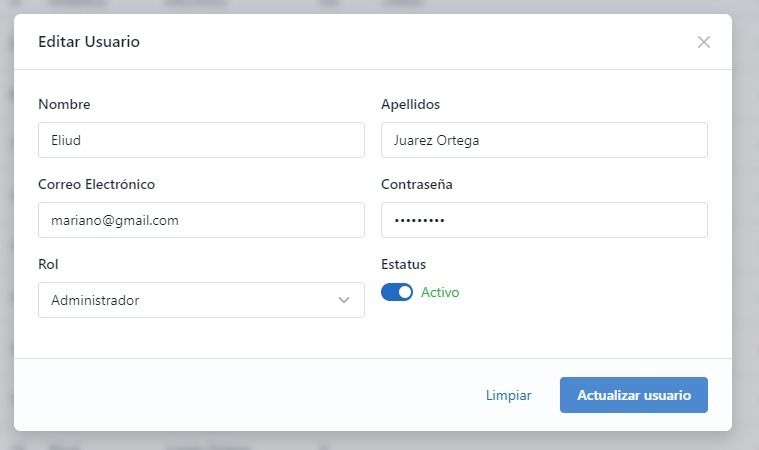 Editar Usuario
Nombre
Apellidos
Eliud
Juarez Ortega
Correo Electrónico
Contraseña
mariano@gmail.com
•••••••••
Rol
Estatus
Administrador
Activo
Limpiar
Actualizar usuario